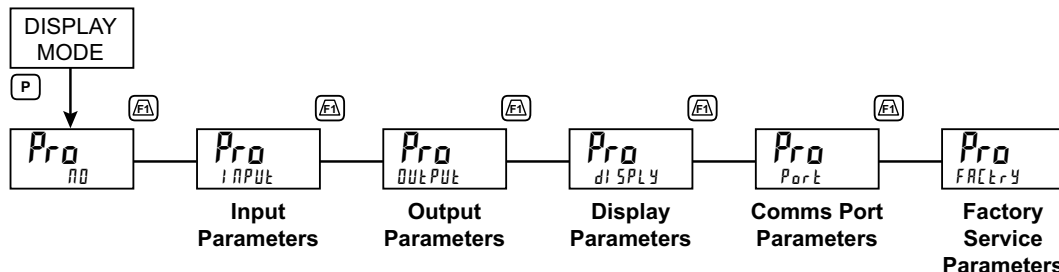 DISPLAY
MODE
P
F1 F1 F1 F1 F1
Pro Pro Pro Pro Pro Pro
NO INPUt OUtPUt dISPLY Port FACtrY
Input Parameters
Output Parameters
Display Parameters
Comms Port Parameters
Factory Service Parameters